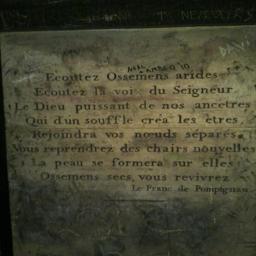 Ecoutez Ossemens arides
Ecoutez la voix du Seigneur
Le Dieu puissant de nos ancetres
Qui d'un souffle créa les etres
Rejoindra vos nœuds séparés
Vous reprendrez des chairs nouvelles
La peau se formera sur elles
Ossemens secs, vous revivrez
Le Franc de Pompignan